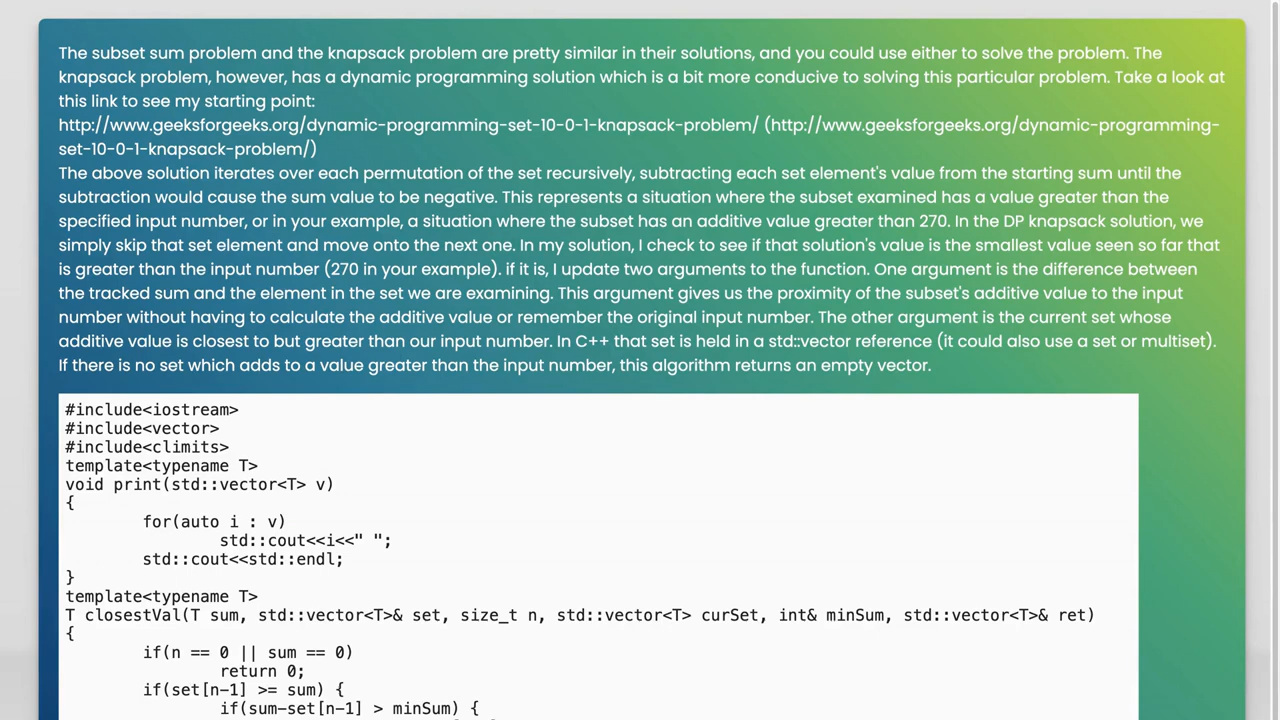 The subset sum problem and the knapsack problem are pretty similar in their solutions, and you could use either to solve the problem. The
knapsack problem, however, has a dynamic programming solution which is a bit more conducive to solving this particular problem. Take a look at
this link to see my starting point:
http://www.geeksforgeeks.org/dynamic-programming-set-10-0-1-knapsack-problem/ (http://www.geeksforgeeks.org/dynamic-programming-
set-10-0-1-knapsack-problem/)
The above solution iterates over each permutation of the set recursively, subtracting each set element's value from the starting sum until the
subtraction would cause the sum value to be negative. This represents a situation where the subset examined has a value greater than the
specified input number, or in your example, a situation where the subset has an additive value greater than 270. In the DP knapsack solution, we
simply skip that set element and move onto the next one. In my solution, I check to see if that solution's value is the smallest value seen so far that
is greater than the input number (270 in your example). if it is, I update two arguments to the function. One argument is the difference between
the tracked sum and the element in the set we are examining. This argument gives us the proximity of the subset's additive value to the input
number without having to calculate the additive value or remember the original input number. The other argument is the current set whose
additive value is closest to but greater than our input number. In C++ that set is held in a std::vector reference (it could also use a set or multiset).
If there is no set which adds to a value greater than the input number, this algorithm returns an empty vector.
#include<iostream>
#include<vector>
#include<climits>
template<typename T>
void print(std::vector<T> v)
{
        for(auto i : v)
                std::cout<<i<<" ";
        std::cout<<std::endl;
}
template<typename T>
T closestVal(T sum, std::vector<T>& set, size_t n, std::vector<T> curSet, int& minSum, std::vector<T>& ret)
{
        if(n == 0 || sum == 0)
                return 0;
        if(set[n-1] >= sum) {
                if(sum-set[n-1] > minSum) {